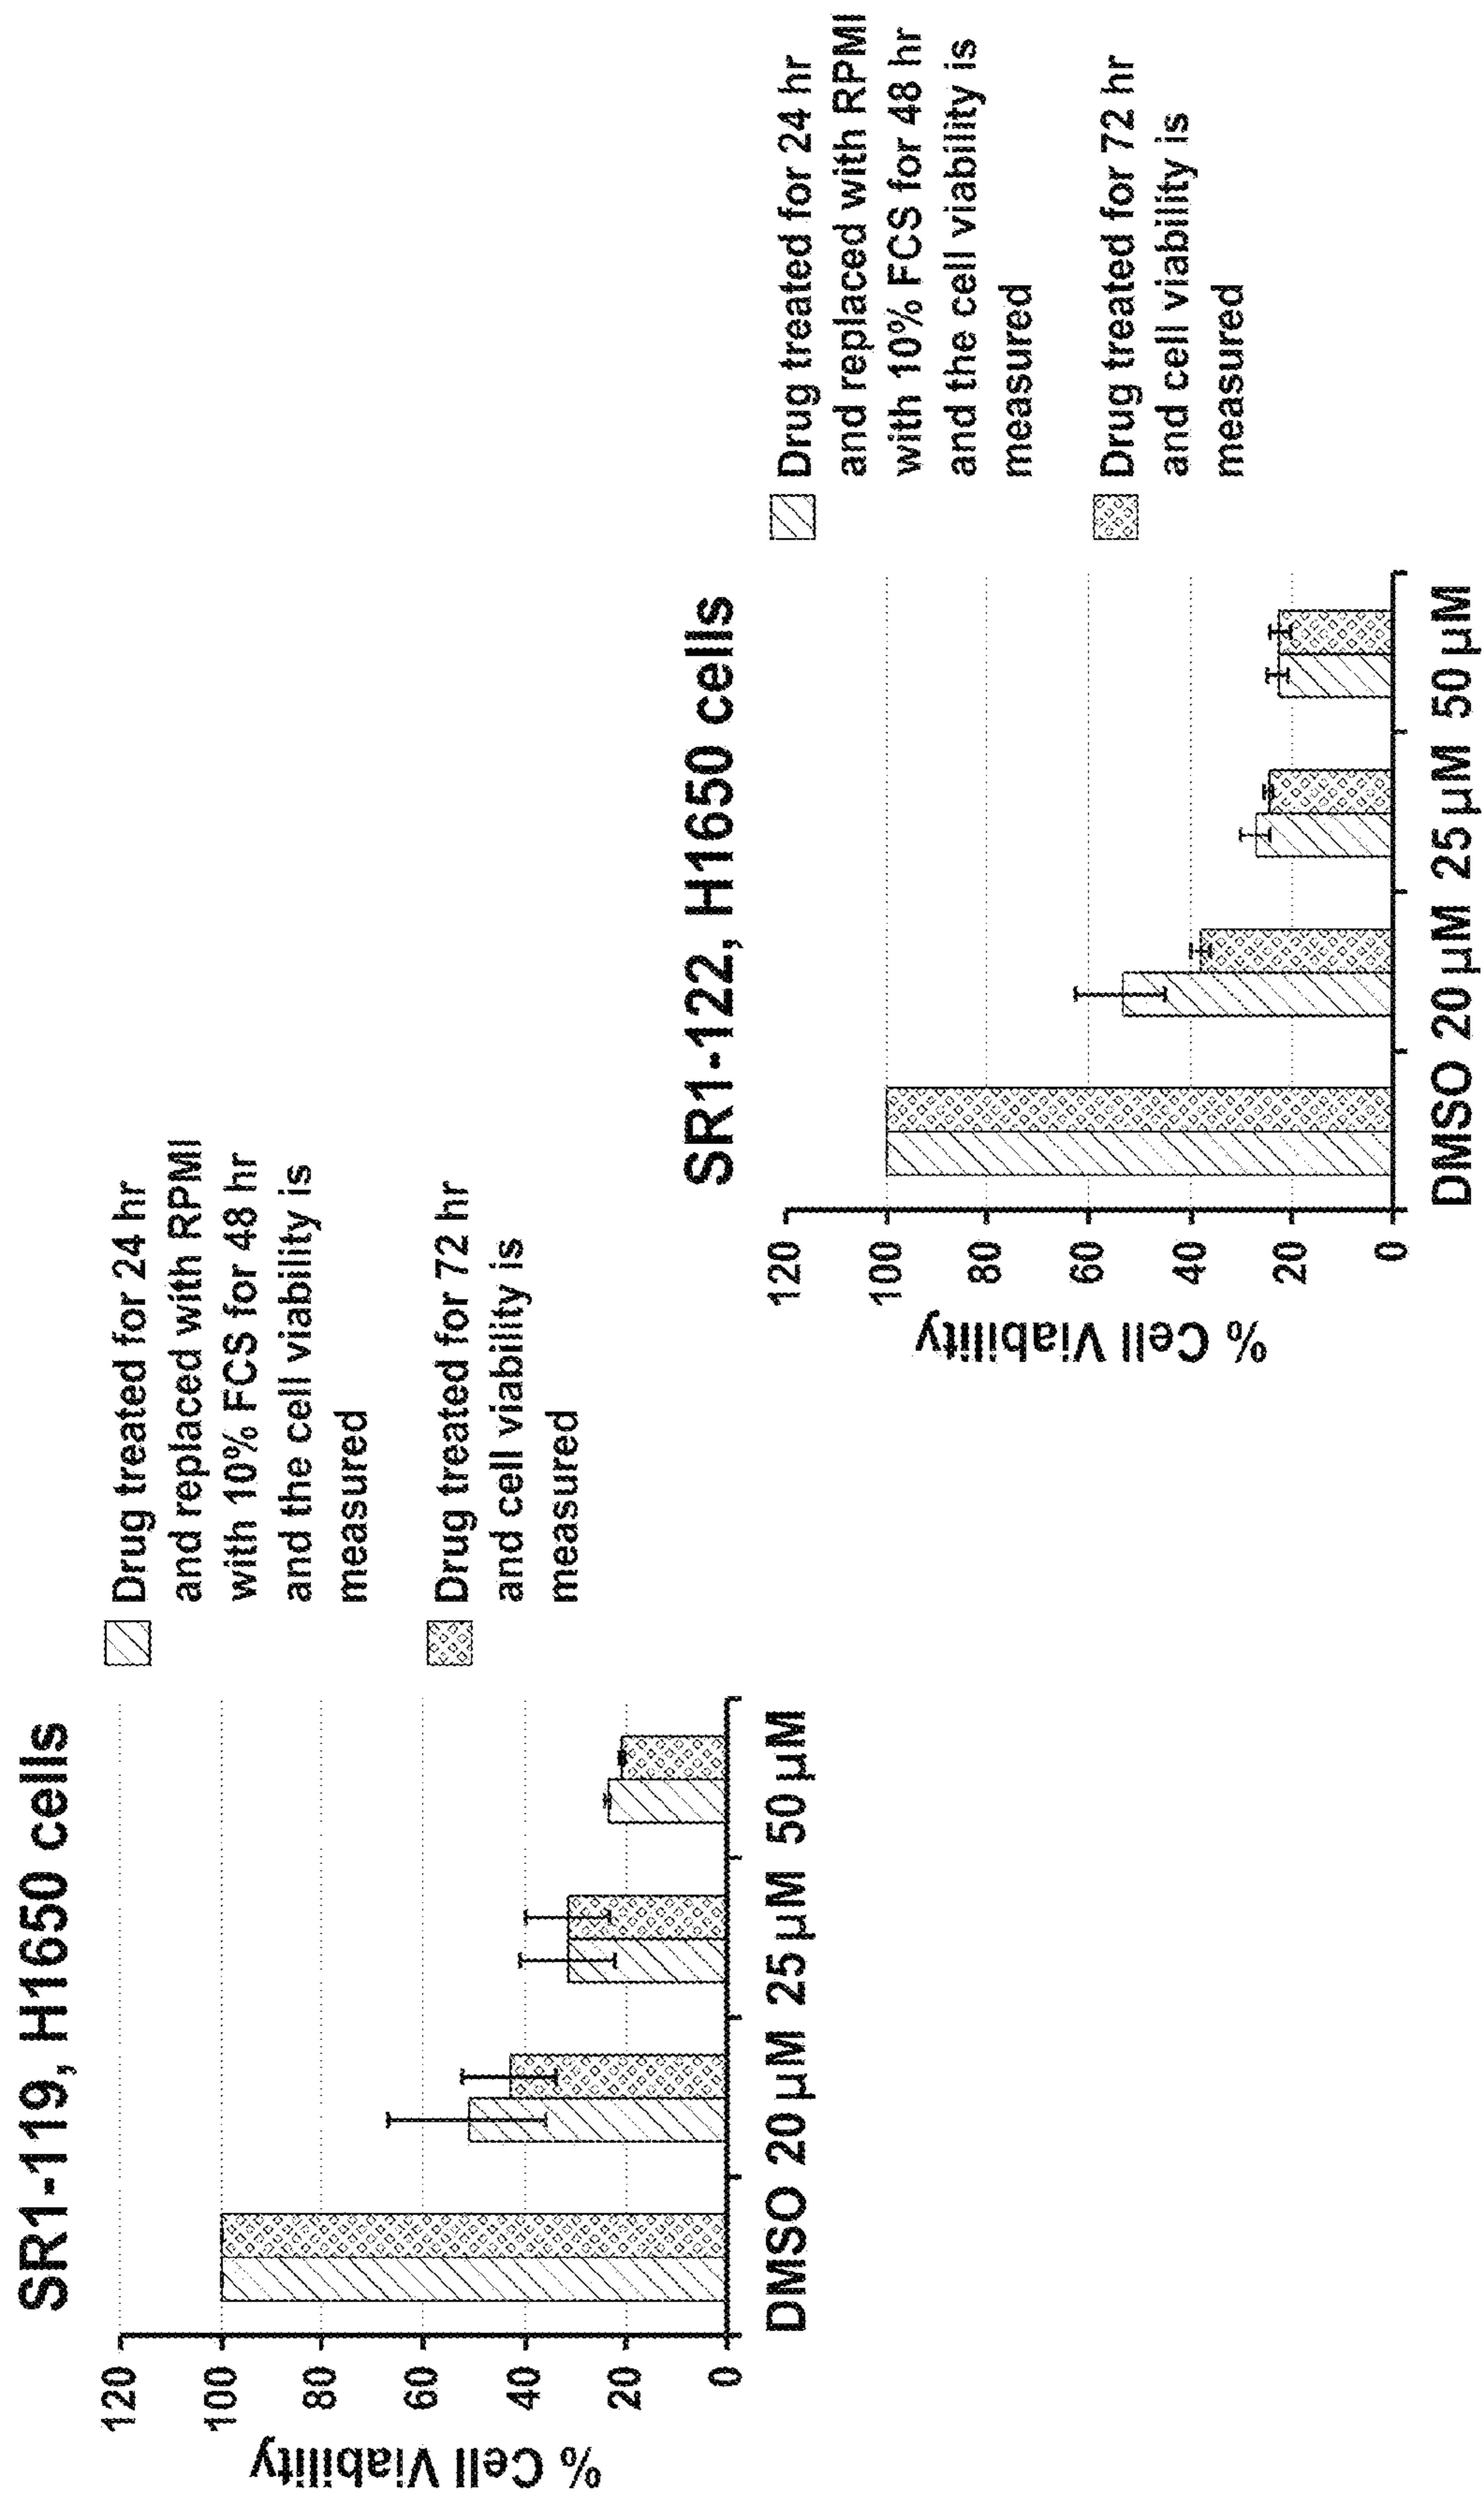 SR1-119, H1650 cells
% Cell Viability
120
100
80
60
40
20
0
DMSO 20 µM 25 µM 50 µM
Drug treated for 24 hr
and replaced with RPMI
with 10% FCS for 48 hr
and the cell viability is
measured
Drug treated for 72 hr
and cell viability is
measured
SR1-122, H1650 cells
% Cell Viability
120
100
80
60
40
20
0
DMSO 20 µM 25 µM 50 µM
Drug treated for 24 hr
and replaced with RPMI
with 10% FCS for 48 hr
and the cell viability is
measured
Drug treated for 72 hr
and cell viability is
measured